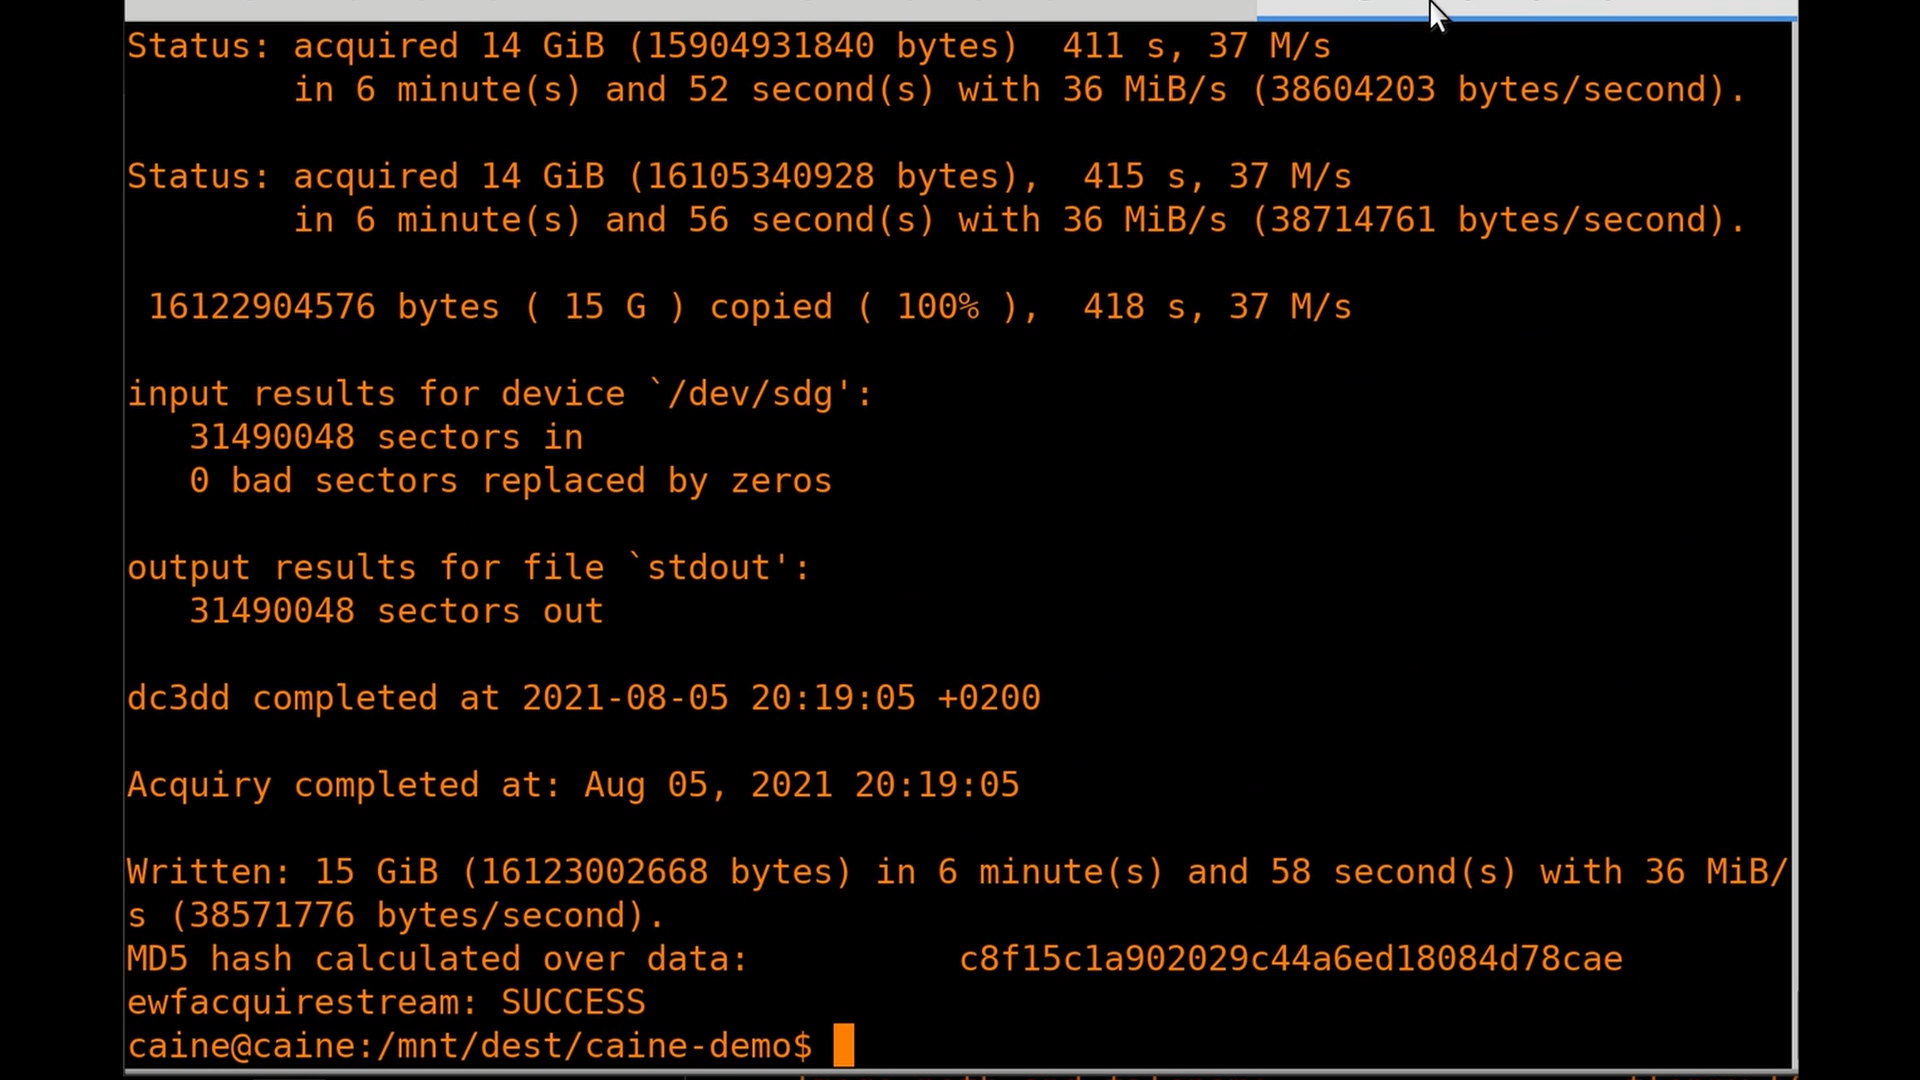 Status: acquired 14 GiB (15904931840 bytes)  411 s, 37 M/s
        in 6 minute(s) and 52 second(s) with 36 MiB/s (38604203 bytes/second).
Status: acquired 14 GiB (16105340928 bytes),  415 s, 37 M/s
        in 6 minute(s) and 56 second(s) with 36 MiB/s (38714761 bytes/second).
 16122904576 bytes ( 15 G ) copied ( 100% ),  418 s, 37 M/s
input results for device `/dev/sdg':
   31490048 sectors in
   0 bad sectors replaced by zeros
output results for file `stdout':
   31490048 sectors out
dc3dd completed at 2021-08-05 20:19:05 +0200
Acquiry completed at: Aug 05, 2021 20:19:05
Written: 15 GiB (16123002668 bytes) in 6 minute(s) and 58 second(s) with 36 MiB/
s (38571776 bytes/second).
MD5 hash calculated over data:          c8f15c1a902029c44a6ed18084d78cae
ewfacquirestream: SUCCESS
caine@caine:/mnt/dest/caine-demo$